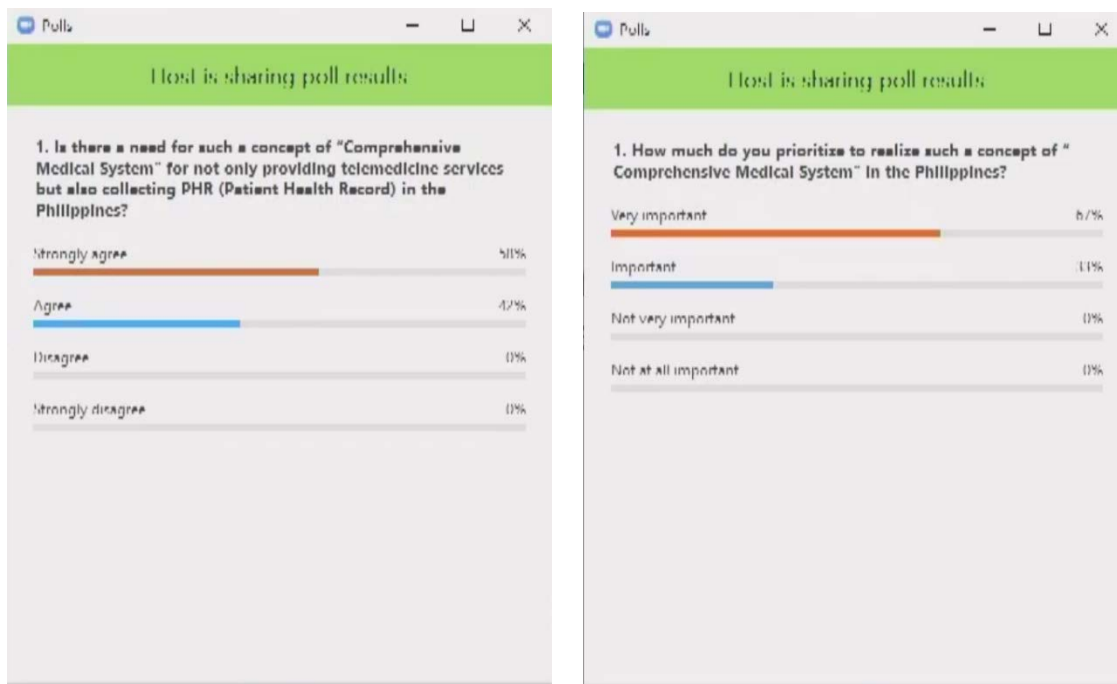 Polls
Host is sharing poll results
1. Is there a need for such a concept of "Comprehensive
Medical System" for not only providing telemedicine services
but also collecting PHR (Patient Health Record) in the
Philippines?
Strongly agree 58%
Agree 42%
Disagree 0%
Strongly disagree 0%
Polls
Host is sharing poll results
1. How much do you prioritize to realize such a concept of "
Comprehensive Medical System" in the Philippines?
Very important 67%
Important 33%
Not very important 0%
Not at all important 0%